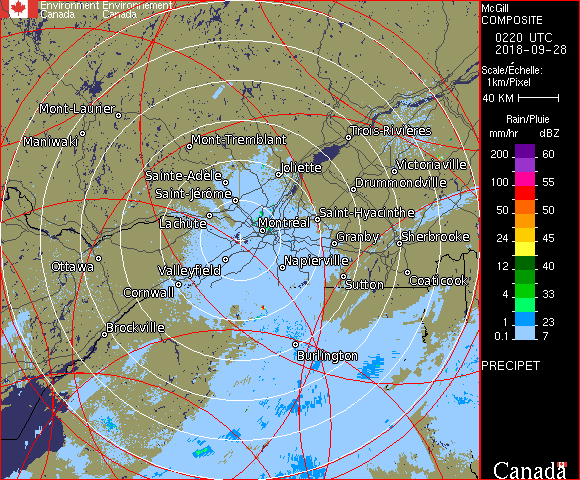 Environment Environnement
Canada Canada
Mont-Laurier
Trois-Rivières
Maniwaki
Mont-Tremblant
Joliette
Victoriaville
Sainte-Adèle
Drummondville
Saint-Jérôme
Saint-Hyacinthe
Lachute
Montréal
Granby
Sherbrooke
Ottawa
Valleyfield
Napierville
Coaticook
Sutton
Cornwall
Brockville
Burlington
McGill
COMPOSITE
0220 UTC
2018-09-28
Scale/Échelle:
1km/Pixel
40 KM
Rain/Pluie
mm/hr dBZ
200 60
100 55
50 50
24 45
12 40
4 33
1 23
0.1 7
PRECIPET
Canada